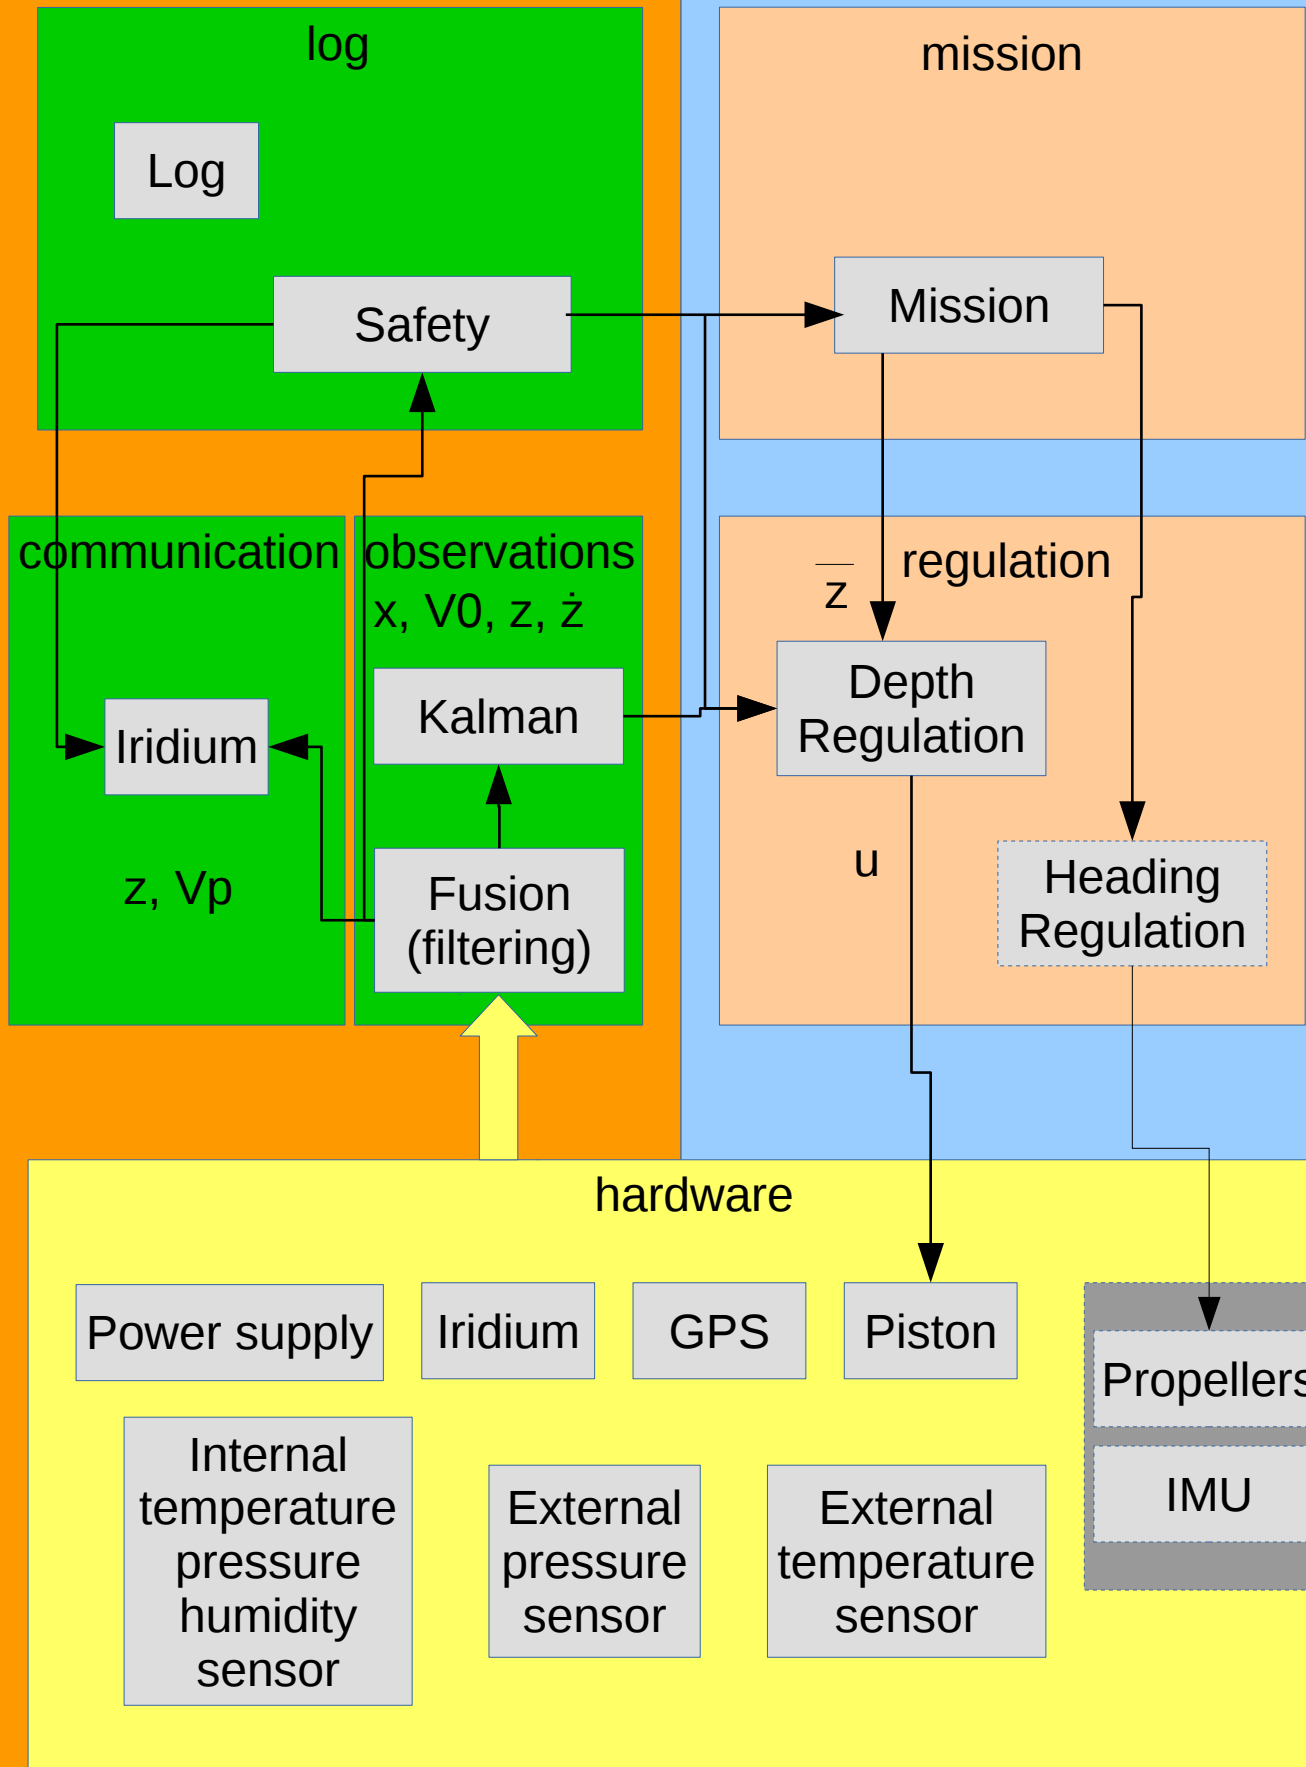 log
Log
Safety
mission
Mission
communication
Iridium
z, Vp
observations
x, V0, z, ż
Kalman
Fusion
(filtering)
regulation
z̅
Depth
Regulation
u
Heading
Regulation
hardware
Power supply
Iridium
GPS
Piston
Propellers
IMU
Internal
temperature
pressure
humidity
sensor
External
pressure
sensor
External
temperature
sensor